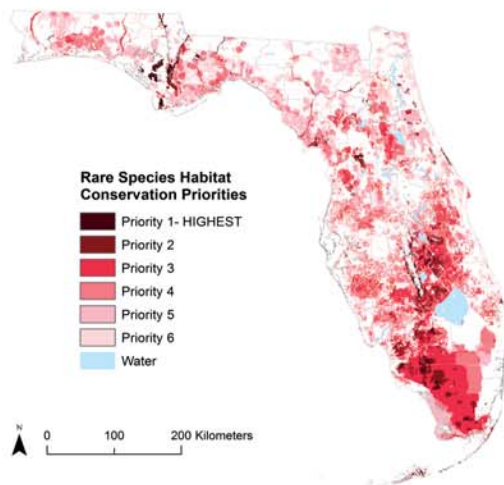 Rare Species Habitat
Conservation Priorities
Priority 1- HIGHEST
Priority 2
Priority 3
Priority 4
Priority 5
Priority 6
Water
N
0 100 200 Kilometers